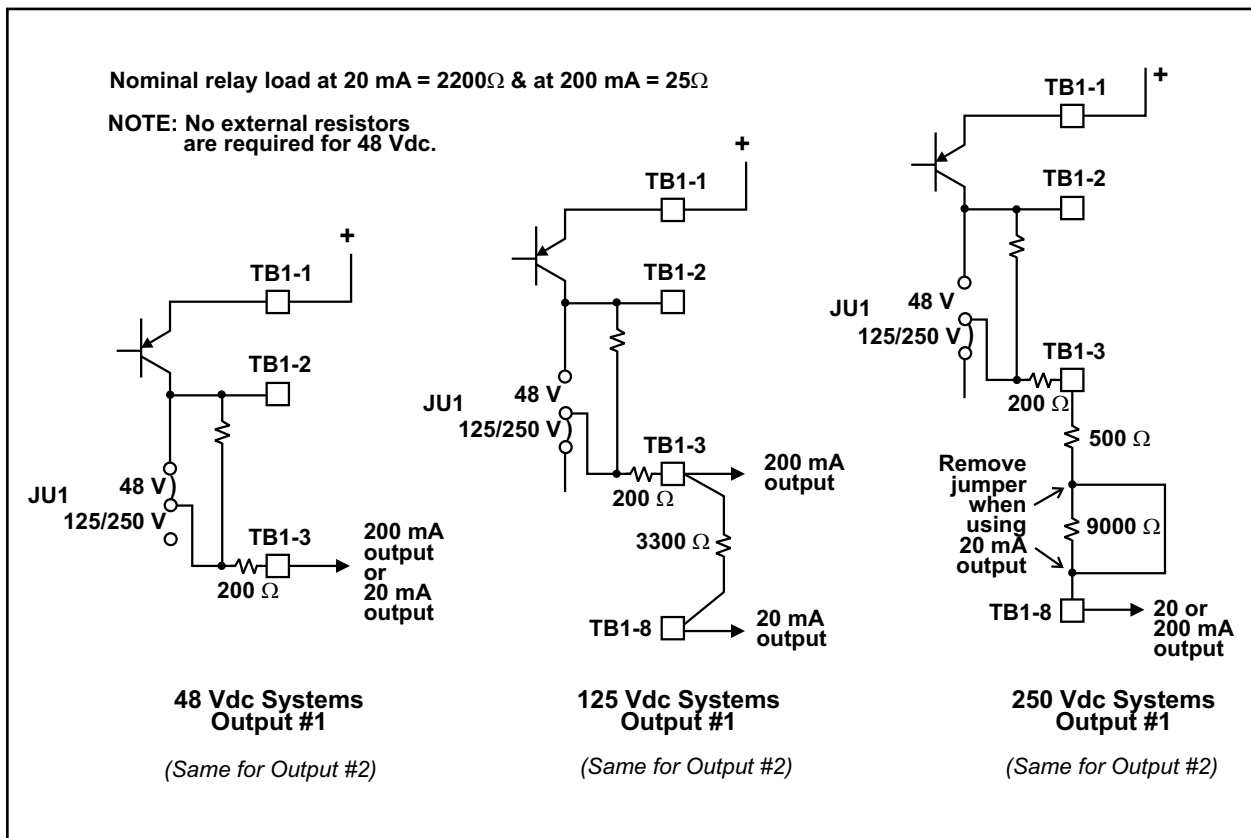 Nominal relay load at 20 mA = 2200Ω & at 200 mA = 25Ω
NOTE: No external resistors
are required for 48 Vdc.
+
TB1-1
TB1-2
JU1
48 V
125/250 V
TB1-3
200 Ω
200 mA
output
or
20 mA
output
48 Vdc Systems
Output #1
(Same for Output #2)
+
TB1-1
TB1-2
JU1
48 V
125/250 V
TB1-3
200 Ω
200 mA
output
3300 Ω
TB1-8
20 mA
output
125 Vdc Systems
Output #1
(Same for Output #2)
+
TB1-1
TB1-2
JU1
48 V
125/250 V
TB1-3
200 Ω
500 Ω
Remove
jumper
when
using
20 mA
output
9000 Ω
TB1-8
20 or
200 mA
output
250 Vdc Systems
Output #1
(Same for Output #2)